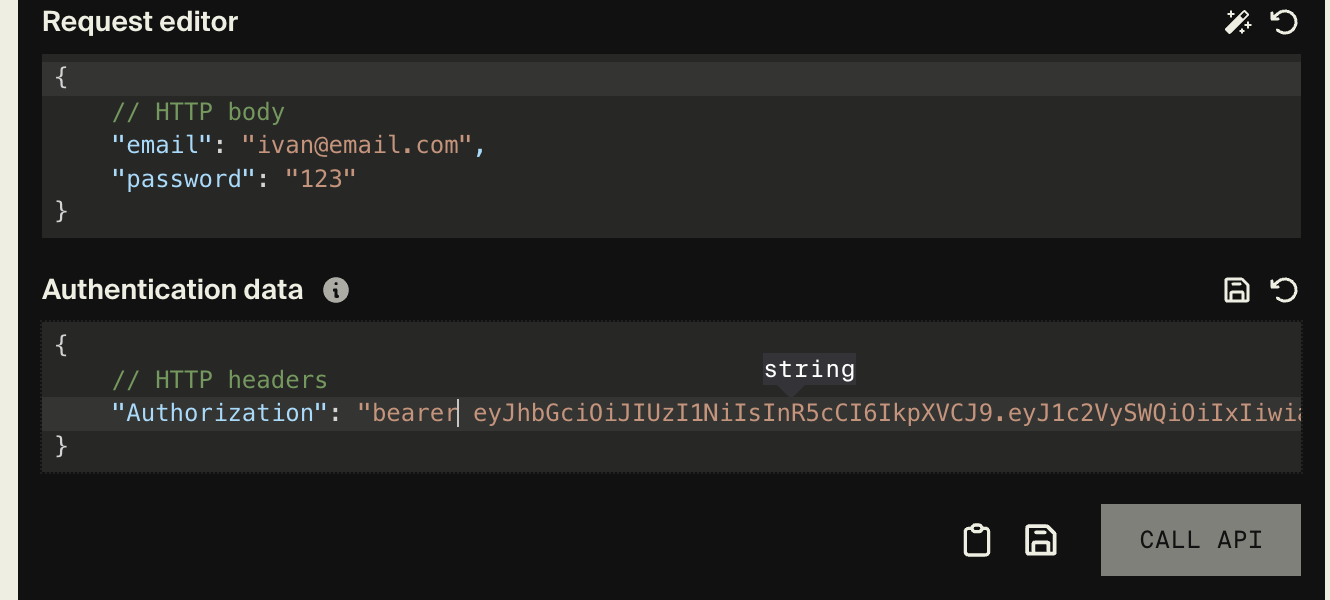 Request editor
{
// HTTP body
"email": "ivan@email.com",
"password": "123"
}
Authentication data
{
// HTTP headers
string
"Authorization": "bearer eyJhbGciOiJIUzI1NiIsInR5cCI6IkpXVCJ9.eyJ1c2VySWQiOiIxIiwia
}
CALL API